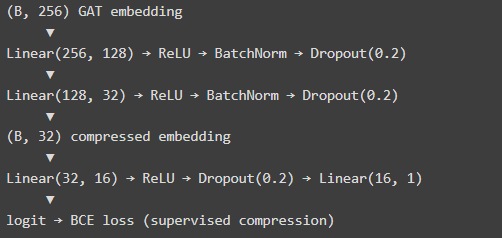 (B, 256) GAT embedding
▼
Linear(256, 128) → ReLU → BatchNorm → Dropout(0.2)
▼
Linear(128, 32) → ReLU → BatchNorm → Dropout(0.2)
▼
(B, 32) compressed embedding
▼
Linear(32, 16) → ReLU → Dropout(0.2) → Linear(16, 1)
▼
logit → BCE loss (supervised compression)